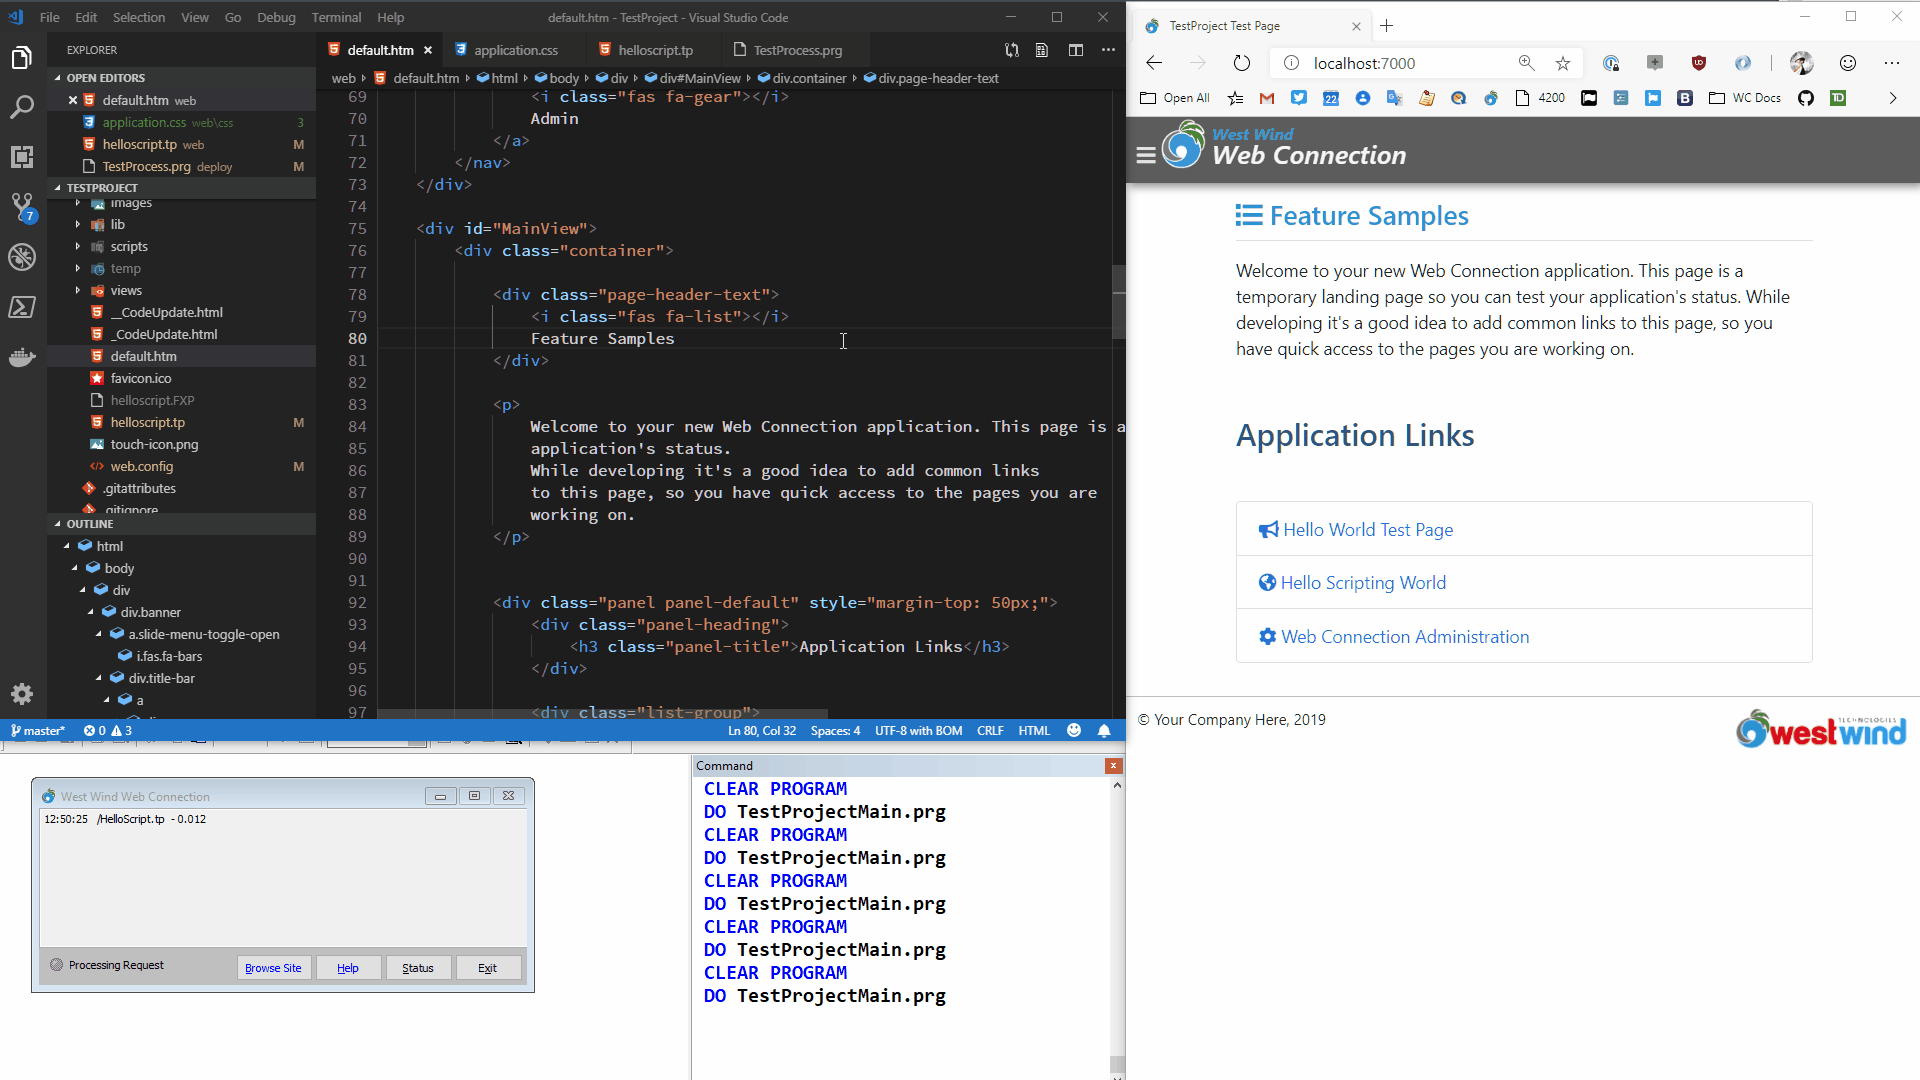 File Edit Selection View Go Debug Terminal Help
default.htm - TestProject - Visual Studio Code
EXPLORER
OPEN EDITORS
default.htm web
application.css web\css 3
helloscript.tp web M
TestProcess.prg deploy M
TESTPROJECT
images
lib
scripts
temp
views
__CodeUpdate.html
_CodeUpdate.html
default.htm
favicon.ico
helloscript.FXP
helloscript.tp M
touch-icon.png
web.config M
.gitattributes
.gitignore
OUTLINE
html
body
div
div.banner
a.slide-menu-toggle-open
i.fas.fa-bars
div.title-bar
a
7
default.htm
application.css
helloscript.tp
TestProcess.prg
web default.htm html body div div#MainView div.container div.page-header-text
69 <i class="fas fa-gear"></i>
70 Admin
71 </a>
72 </nav>
73 </div>
74
75 <div id="MainView">
76 <div class="container">
77
78 <div class="page-header-text">
79 <i class="fas fa-list"></i>
80 Feature Samples
81 </div>
82
83 <p>
84 Welcome to your new Web Connection application. This page is a
85 application's status.
86 While developing it's a good idea to add common links
87 to this page, so you have quick access to the pages you are
88 working on.
89 </p>
90
91
92 <div class="panel panel-default" style="margin-top: 50px;">
93 <div class="panel-heading">
94 <h3 class="panel-title">Application Links</h3>
95 </div>
96
97 <div class="list-group">
master* 0 3
Ln 80, Col 32 Spaces: 4 UTF-8 with BOM CRLF HTML
West Wind Web Connection
12:50:25 /HelloScript.tp - 0.012
Processing Request
Browse Site Help Status Exit
Command
CLEAR PROGRAM
DO TestProjectMain.prg
CLEAR PROGRAM
DO TestProjectMain.prg
CLEAR PROGRAM
DO TestProjectMain.prg
CLEAR PROGRAM
DO TestProjectMain.prg
CLEAR PROGRAM
DO TestProjectMain.prg
TestProject Test Page
localhost:7000
Open All 22 4200 B WC Docs TD
West Wind
Web Connection
Feature Samples
Welcome to your new Web Connection application. This page is a
temporary landing page so you can test your application's status. While
developing it's a good idea to add common links to this page, so you
have quick access to the pages you are working on.
Application Links
Hello World Test Page
Hello Scripting World
Web Connection Administration
© Your Company Here, 2019
TECHNOLOGIES
westwind